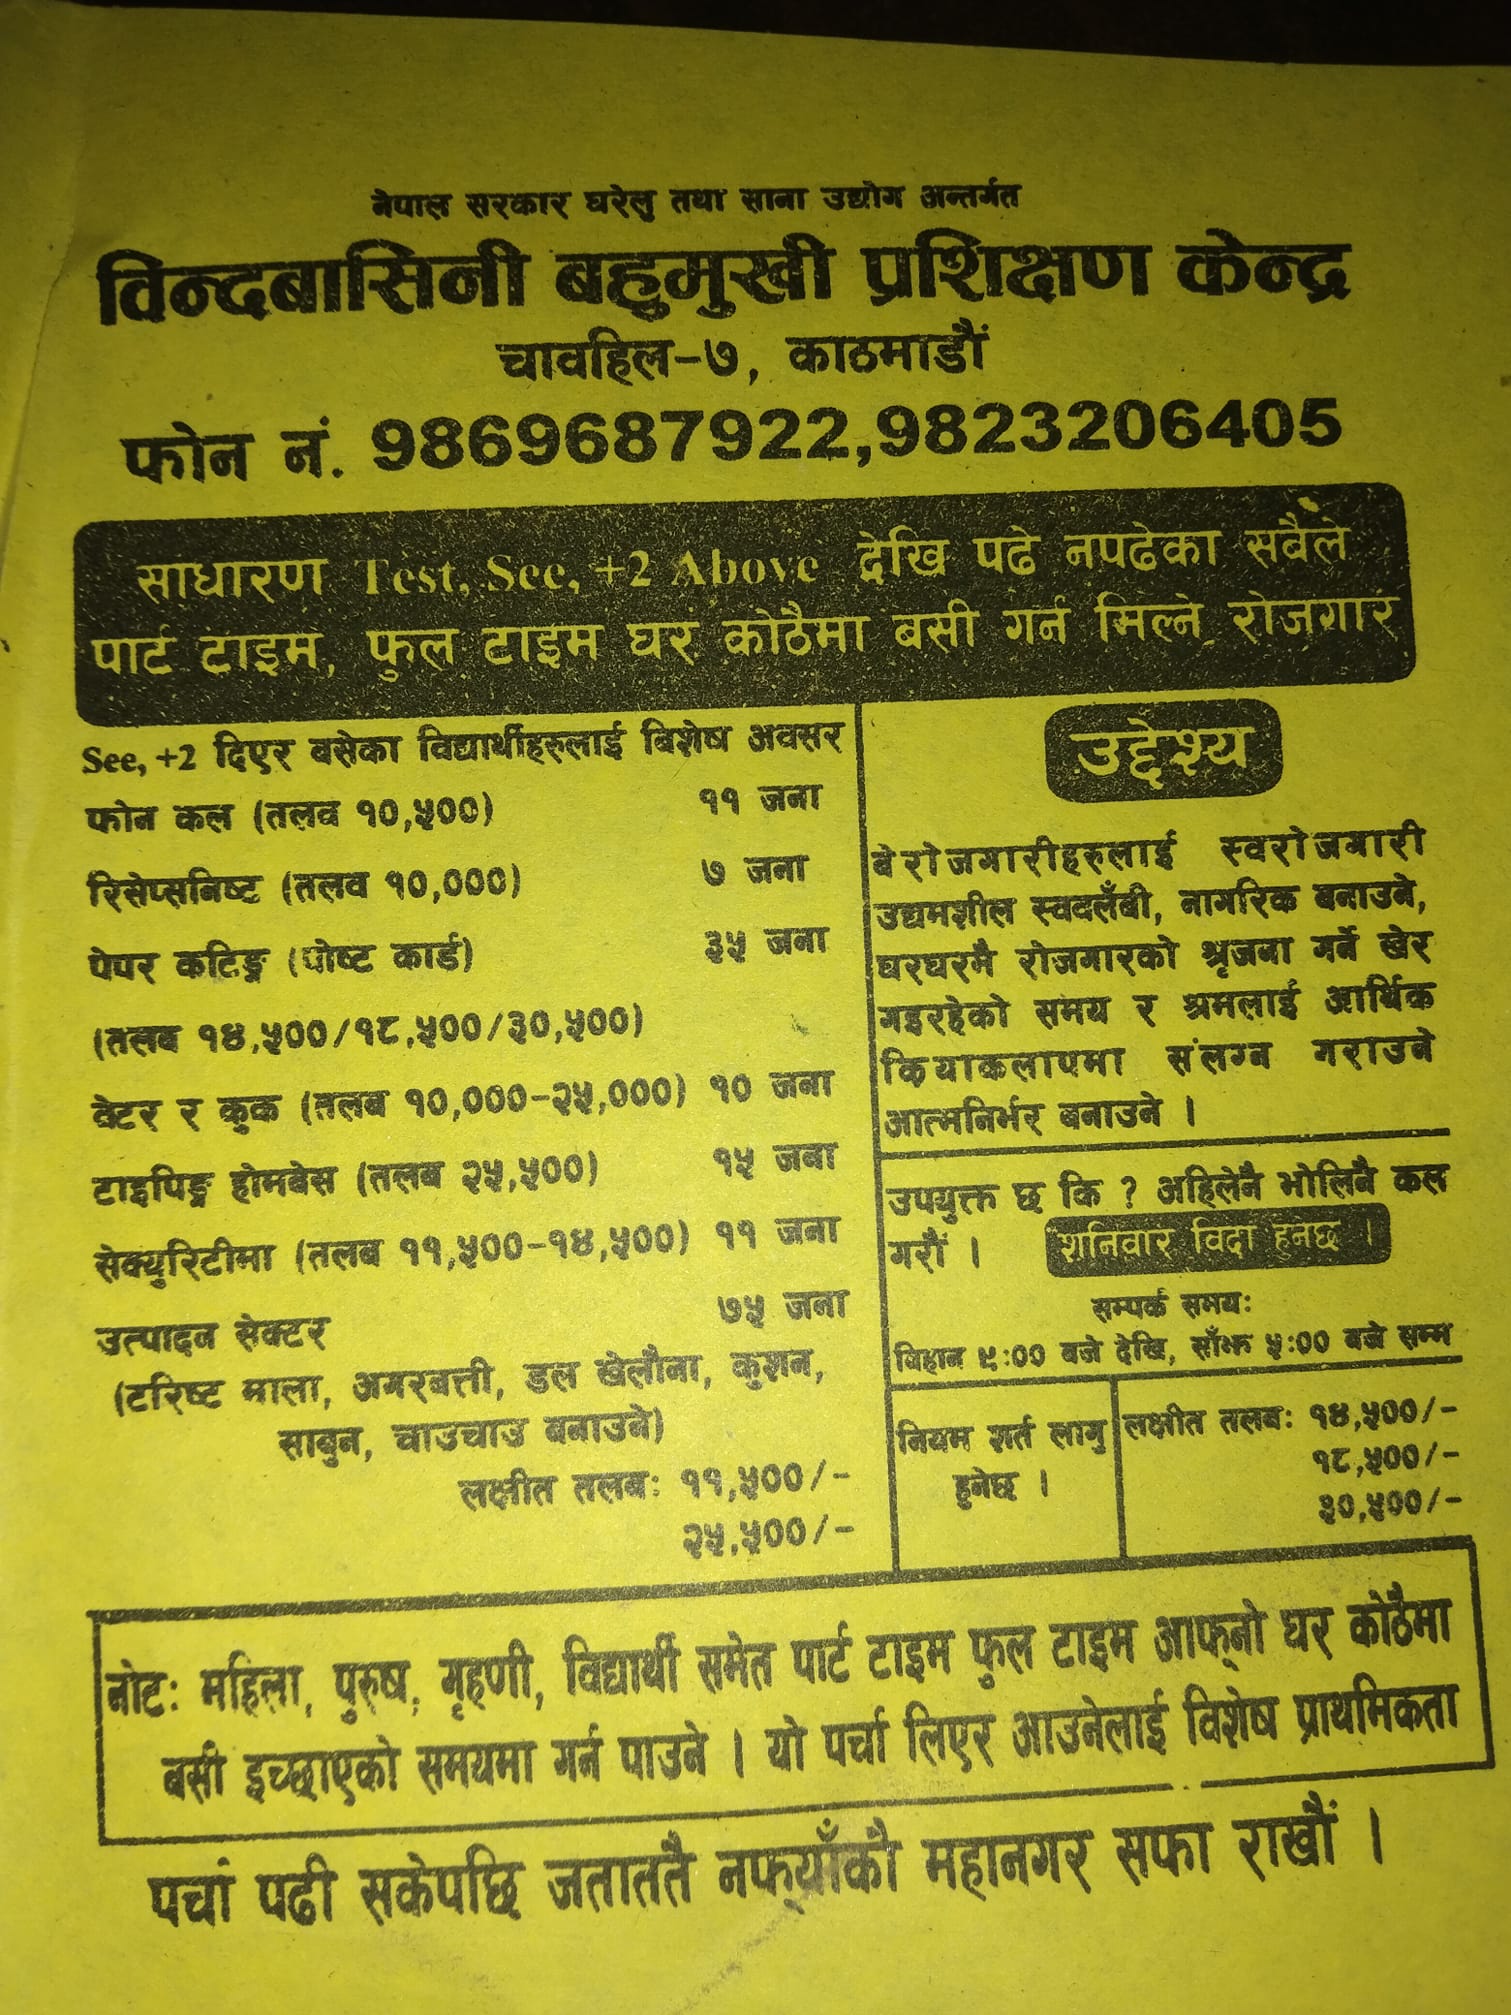 नेपाल सरकार घरेलु तथा साना उद्योग अन्तर्गत
विन्दबासिनी बहुमुखी प्रशिक्षण केन्द्र
चावहिल-७, काठमाडौं
फोन नं. 9869687922,9823206405
साधारण Test, See, +2 Above देखि पढे नपढेका सबैले
पार्ट टाइम, फुल टाइम घर कोठैमा बसी गर्न मिल्ने रोजगार
See, +2 दिएर बसेका विद्यार्थीहरुलाई विशेष अवसर
फोन कल (तलव १०,५००) ११ जना
रिसेप्सनिष्ट (तलव १०,०००) ७ जना
पेपर कटिङ्ग (पोष्ट कार्ड) ३५ जना
(तलब १४,५००/१८,५००/३०,५००)
वेटर र कुक (तलब १०,०००-२५,०००) १० जना
टाइपिङ्ग होमवेस (तलब २५,५००) १५ जना
सेक्युरिटीमा (तलब ११,५००-१४,५००) ११ जना
उत्पादन सेक्टर ७५ जना
(टरिष्ट माला, अगरबत्ती, डल खेलौना, कुशन,
साबुन, चाउचाउ बनाउने)
लक्षीत तलब: ११,५००/-
२५,५००/-
उद्देश्य
बेरोजगारीहरुलाई स्वरोजगारी
उद्यमशील स्वदलँबी, नागरिक बनाउने,
घरघरमै रोजगारको श्रृजना गर्ने खेर
गइरहेको समय र श्रमलाई आर्थिक
क्रियाकलापमा संलग्न गराउने
आत्मनिर्भर बनाउने ।
उपयुक्त छ कि ? अहिलेनै भोलिनै कल
गरौं । शनिवार विदा हुनेछ ।
सम्पर्क समय:
विहान ९:०० बजे देखि, साँझ ५:०० बजे सम्म
नियम शर्त लागु
हुनेछ ।
लक्षीत तलब: १४,५००/-
१८,५००/-
३०,५००/-
नोट: महिला, पुरुष, गृहणी, विद्यार्थी समेत पार्ट टाइम फुल टाइम आफ्नो घर कोठैमा
बसी इच्छाएको समयमा गर्न पाउने । यो पर्चा लिएर आउनेलाई विशेष प्राथमिकता
पर्चा पढी सकेपछि जताततै नफ्याँकौ महानगर सफा राखौं ।